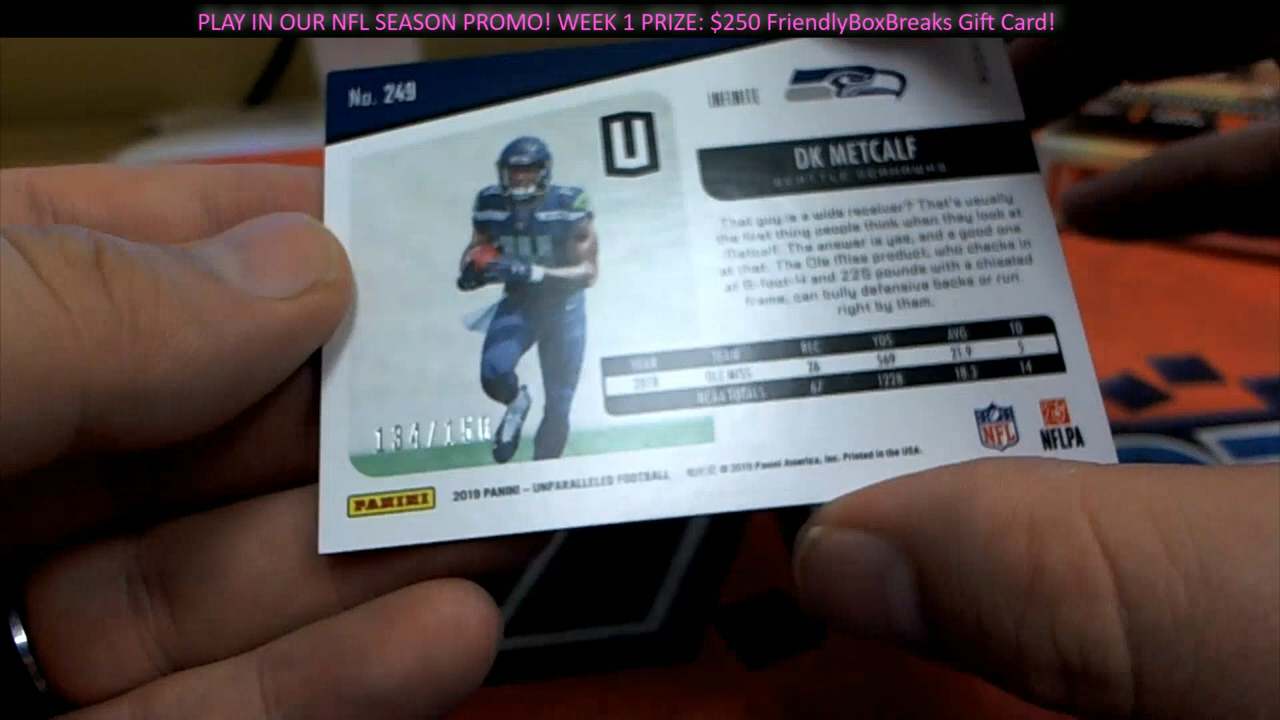 PLAY IN OUR NFL SEASON PROMO! WEEK 1 PRIZE: $250 FriendlyBoxBreaks Gift Card!
No. 249
INFINITE
U
DK METCALF
SEATTLE SEAHAWKS
That guy is a wide receiver? That's usually
the first thing people think when they look at
Metcalf. The answer is yes, and a good one
at that. The Ole Miss product, who checks in
at 6-foot-4 and 225 pounds with a chiseled
frame, can bully defensive backs or run
right by them.
YEAR TEAM REC YDS AVG TD
2018 OLE MISS 26 569 21.9 5
NCAA TOTALS 67 1228 18.3 14
134/150
NFL
NFLPA
PANINI
2019 PANINI – UNPARALLELED FOOTBALL © 2019 Panini America, Inc. Printed in the USA.